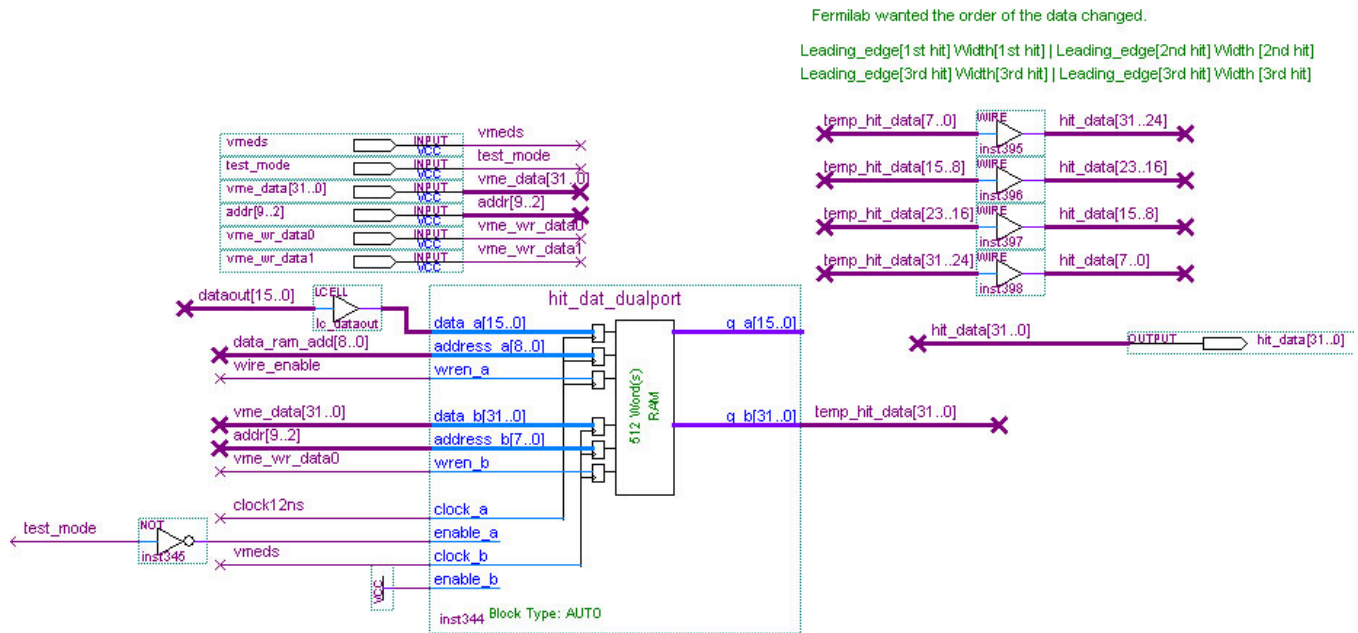 Fermilab wanted the order of the data changed.
Leading_edge[1st hit] Width[1st hit] | Leading_edge[2nd hit] Width [2nd hit]
Leading_edge[3rd hit] Width[3rd hit] | Leading_edge[3rd hit] Width [3rd hit]
temp_hit_data[7..0] WIRE hit_data[31..24]
inst395
temp_hit_data[15..8] WIRE hit_data[23..16]
inst396
temp_hit_data[23..16] WIRE hit_data[15..8]
inst397
temp_hit_data[31..24] WIRE hit_data[7..0]
inst398
vmeds INPUT vmeds
VCC
test_mode INPUT test_mode
VCC
vme_data[31..0] INPUT vme_data[31..0]
VCC
addr[9..2] INPUT addr[9..2]
VCC
vme_wr_data0 INPUT vme_wr_data0
VCC
vme_wr_data1 INPUT vme_wr_data1
VCC
hit_dat_dualport
dataout[15..0] LCELL
lc_dataout
data_a[15..0] q_a[15..0]
data_ram_add[8..0] address_a[8..0]
wire_enable wren_a
vme_data[31..0] data_b[31..0] q_b[31..0] temp_hit_data[31..0]
addr[9..2] address_b[7..0]
vme_wr_data0 wren_b
512 Word(s)
RAM
hit_data[31..0] OUTPUT hit_data[31..0]
clock12ns clock_a
test_mode NOT enable_a
inst345
vmeds clock_b
VCC enable_b
inst344 Block Type: AUTO